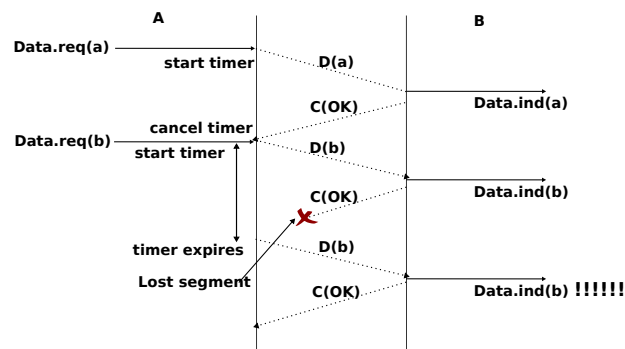 A
B
Data.req(a)
start timer
D(a)
Data.ind(a)
C(OK)
cancel timer
Data.req(b)
start timer
D(b)
Data.ind(b)
C(OK)
timer expires
D(b)
Lost segment
C(OK)
Data.ind(b) !!!!!!